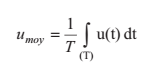 u_moy = 1/T ∫_(T) u(t) dt